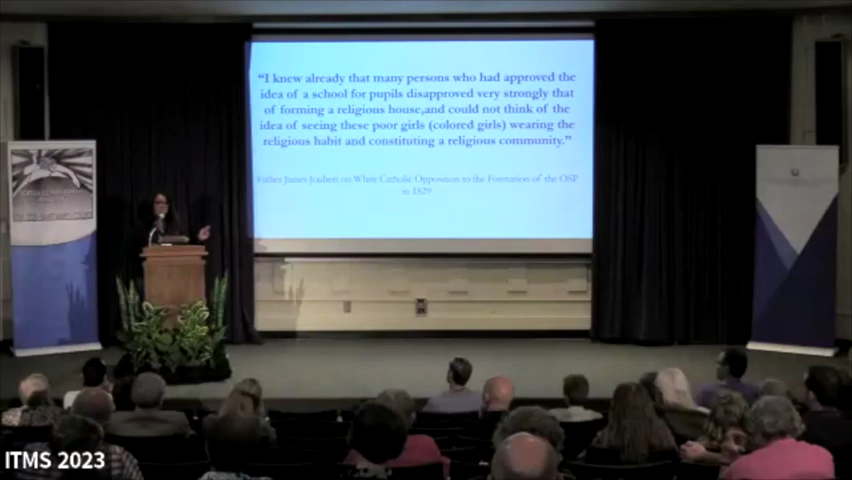 “I knew already that many persons who had approved the
idea of a school for pupils disapproved very strongly that
of forming a religious house,and could not think of the
idea of seeing these poor girls (colored girls) wearing the
religious habit and constituting a religious community.”
Father James Joubert on White Catholic Opposition to the Formation of the OSP
in 1829
ITMS 2023